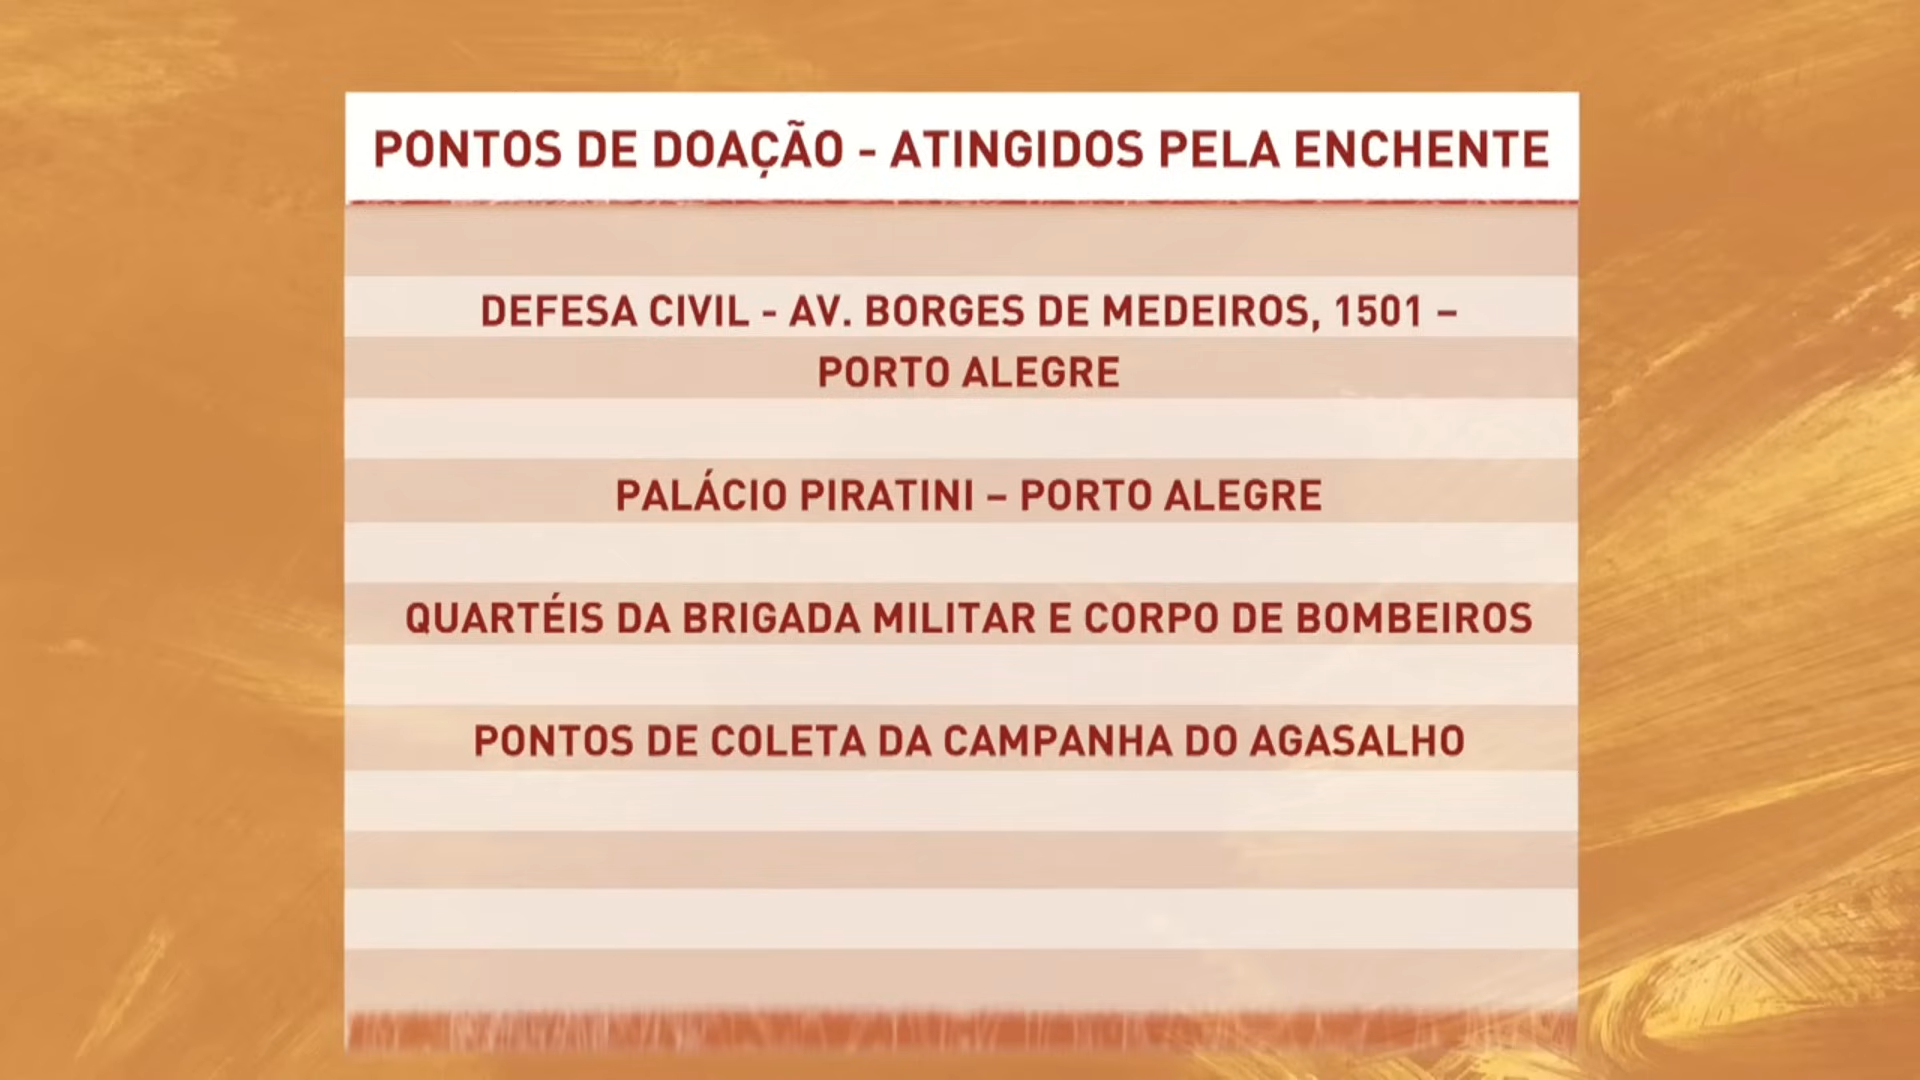 PONTOS DE DOAÇÃO - ATINGIDOS PELA ENCHENTE
DEFESA CIVIL - AV. BORGES DE MEDEIROS, 1501 –
PORTO ALEGRE
PALÁCIO PIRATINI – PORTO ALEGRE
QUARTÉIS DA BRIGADA MILITAR E CORPO DE BOMBEIROS
PONTOS DE COLETA DA CAMPANHA DO AGASALHO